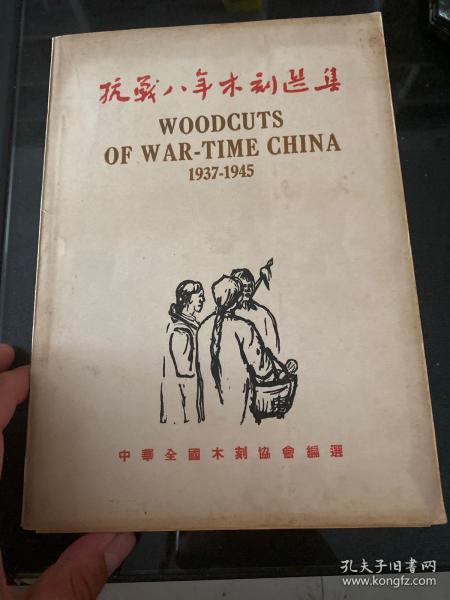 抗戰八年木刻選集
WOODCUTS
OF WAR-TIME CHINA
1937-1945
中華全國木刻協會編選
孔夫子旧书网
www.kongfz.com